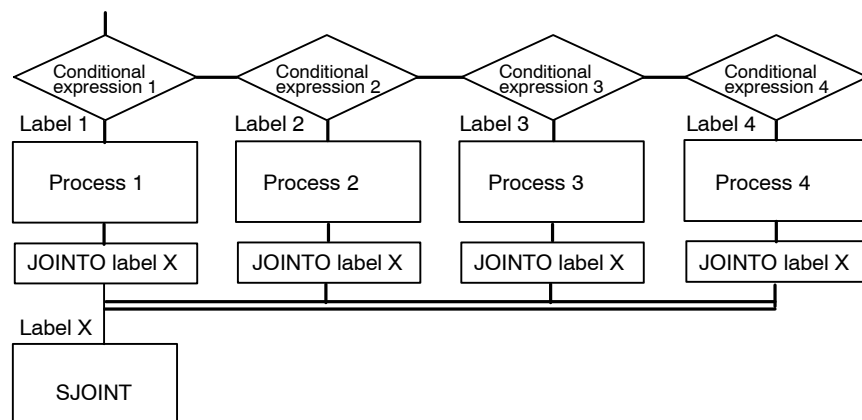 Conditional
expression 1
Conditional
expression 2
Conditional
expression 3
Conditional
expression 4
Label 1
Label 2
Label 3
Label 4
Process 1
Process 2
Process 3
Process 4
JOINTO label X
JOINTO label X
JOINTO label X
JOINTO label X
Label X
SJOINT